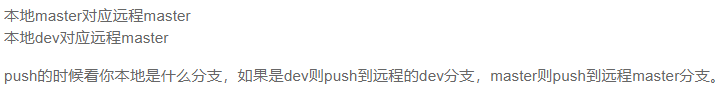 本地master对应远程master
本地dev对应远程master
push的时候看你本地是什么分支，如果是dev则push到远程的dev分支，master则push到远程master分支。